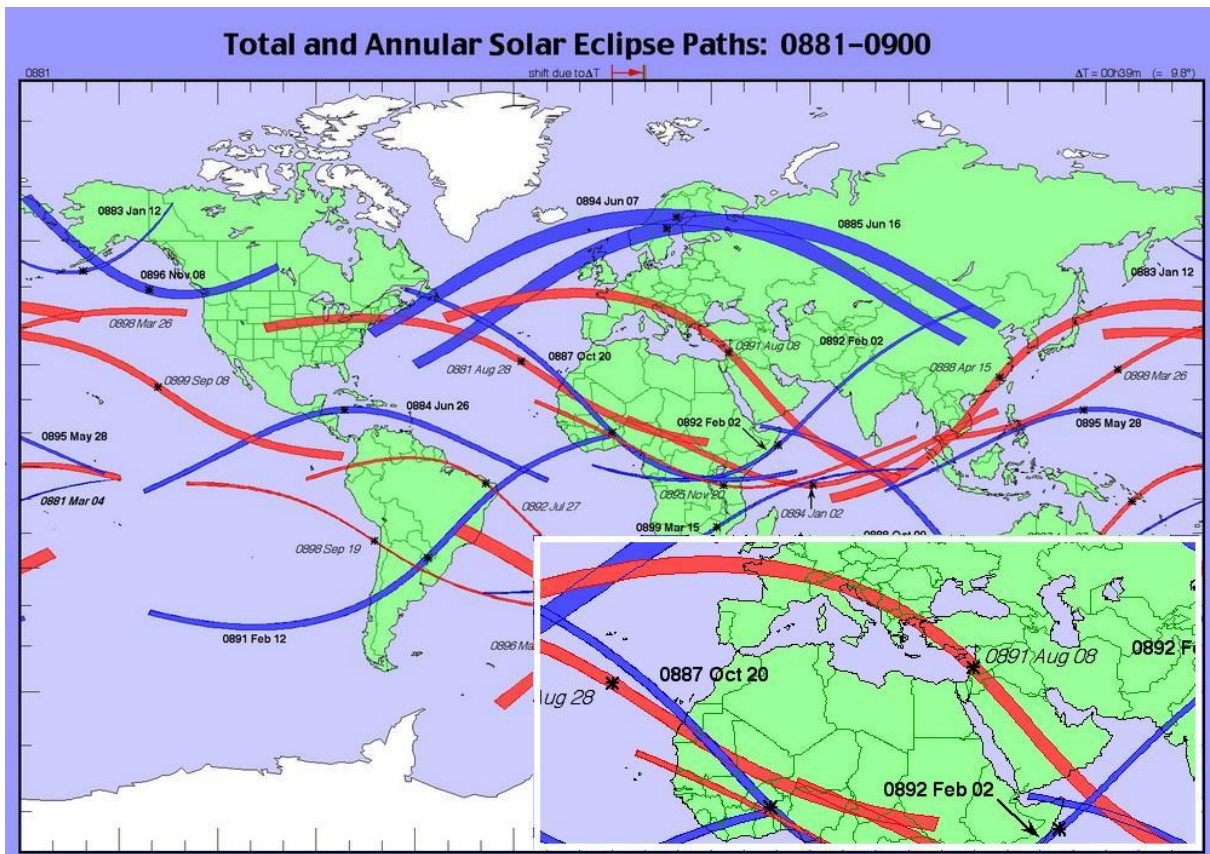 Total and Annular Solar Eclipse Paths: 0881-0900
0881
shift due to ΔT
ΔT = 00h39m (= 9.8°)
0883 Jan 12
0894 Jun 07
0885 Jun 16
0896 Nov 08
0883 Jan 12
0898 Mar 26
0891 Aug 08
0892 Feb 02
0887 Oct 20
0881 Aug 28
0888 Apr 15
0898 Mar 26
0899 Sep 08
0884 Jun 26
0892 Feb 02
0895 May 28
0895 May 28
0881 Mar 04
0895 Nov 20
0892 Jul 27
0884 Jan 02
0899 Mar 15
0898 Sep 19
0891 Feb 12
0896 Ma
0891 Aug 08
0892 Fe
0887 Oct 20
Aug 28
0892 Feb 02